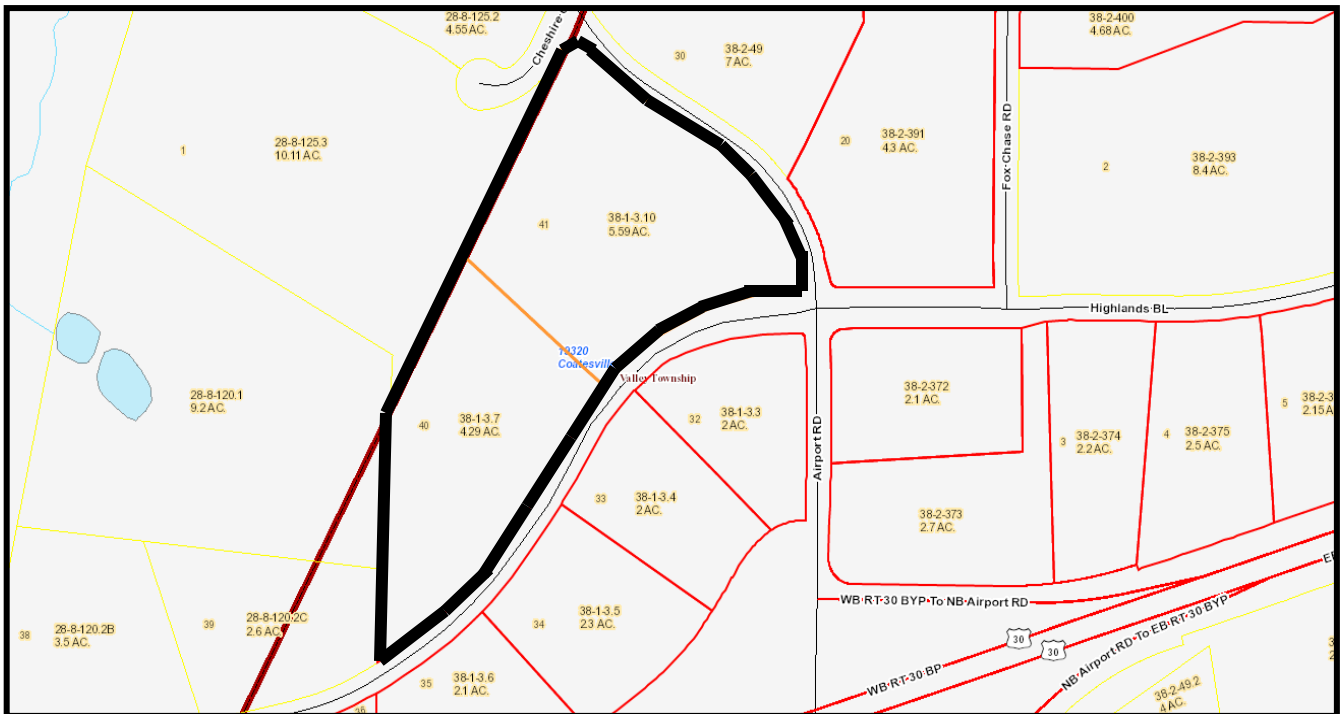 28-8-125.2
4.55 AC.
Cheshire
30
38-2-49
7 AC.
38-2-400
4.68 AC.
1
28-8-125.3
10.11 AC.
20
38-2-391
4.3 AC.
Fox Chase RD
2
38-2-393
8.4 AC.
41
38-1-3.10
5.59 AC.
Highlands BL
19320
Coatesvill
Valley Township
28-8-120.1
9.2 AC.
40
38-1-3.7
4.29 AC.
32
38-1-3.3
2 AC.
Airport RD
38-2-372
2.1 AC.
3
38-2-374
2.2 AC.
4
38-2-375
2.5 AC.
5
38-2-3
2.15 A
33
38-1-3.4
2 AC.
38-2-373
2.7 AC.
WB RT 30 BYP To NB Airport RD
38
28-8-120.2B
3.5 AC.
39
28-8-120.2C
2.6 AC.
34
38-1-3.5
2.3 AC.
30
30
WB RT 30 BP
NB Airport RD To EB RT 30 BYP
35
38-1-3.6
2.1 AC.
36
38-2-49.2
4 AC.